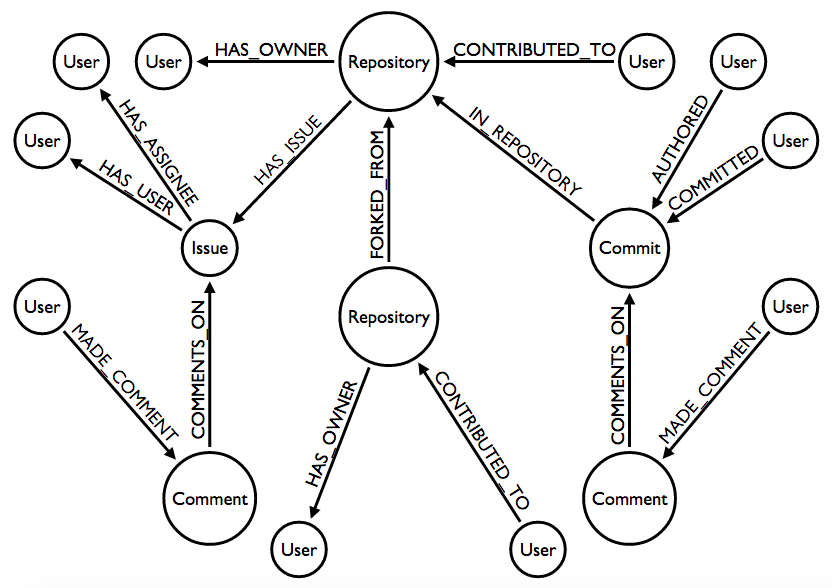 HAS_OWNER
CONTRIBUTED_TO
User
User
Repository
User
User
HAS_ASSIGNEE
HAS_ISSUE
IN_REPOSITORY
AUTHORED
User
User
HAS_USER
FORKED_FROM
COMMITTED
Issue
Commit
User
Repository
User
MADE_COMMENT
COMMENTS_ON
COMMENTS_ON
MADE_COMMENT
HAS_OWNER
CONTRIBUTED_TO
Comment
Comment
User
User